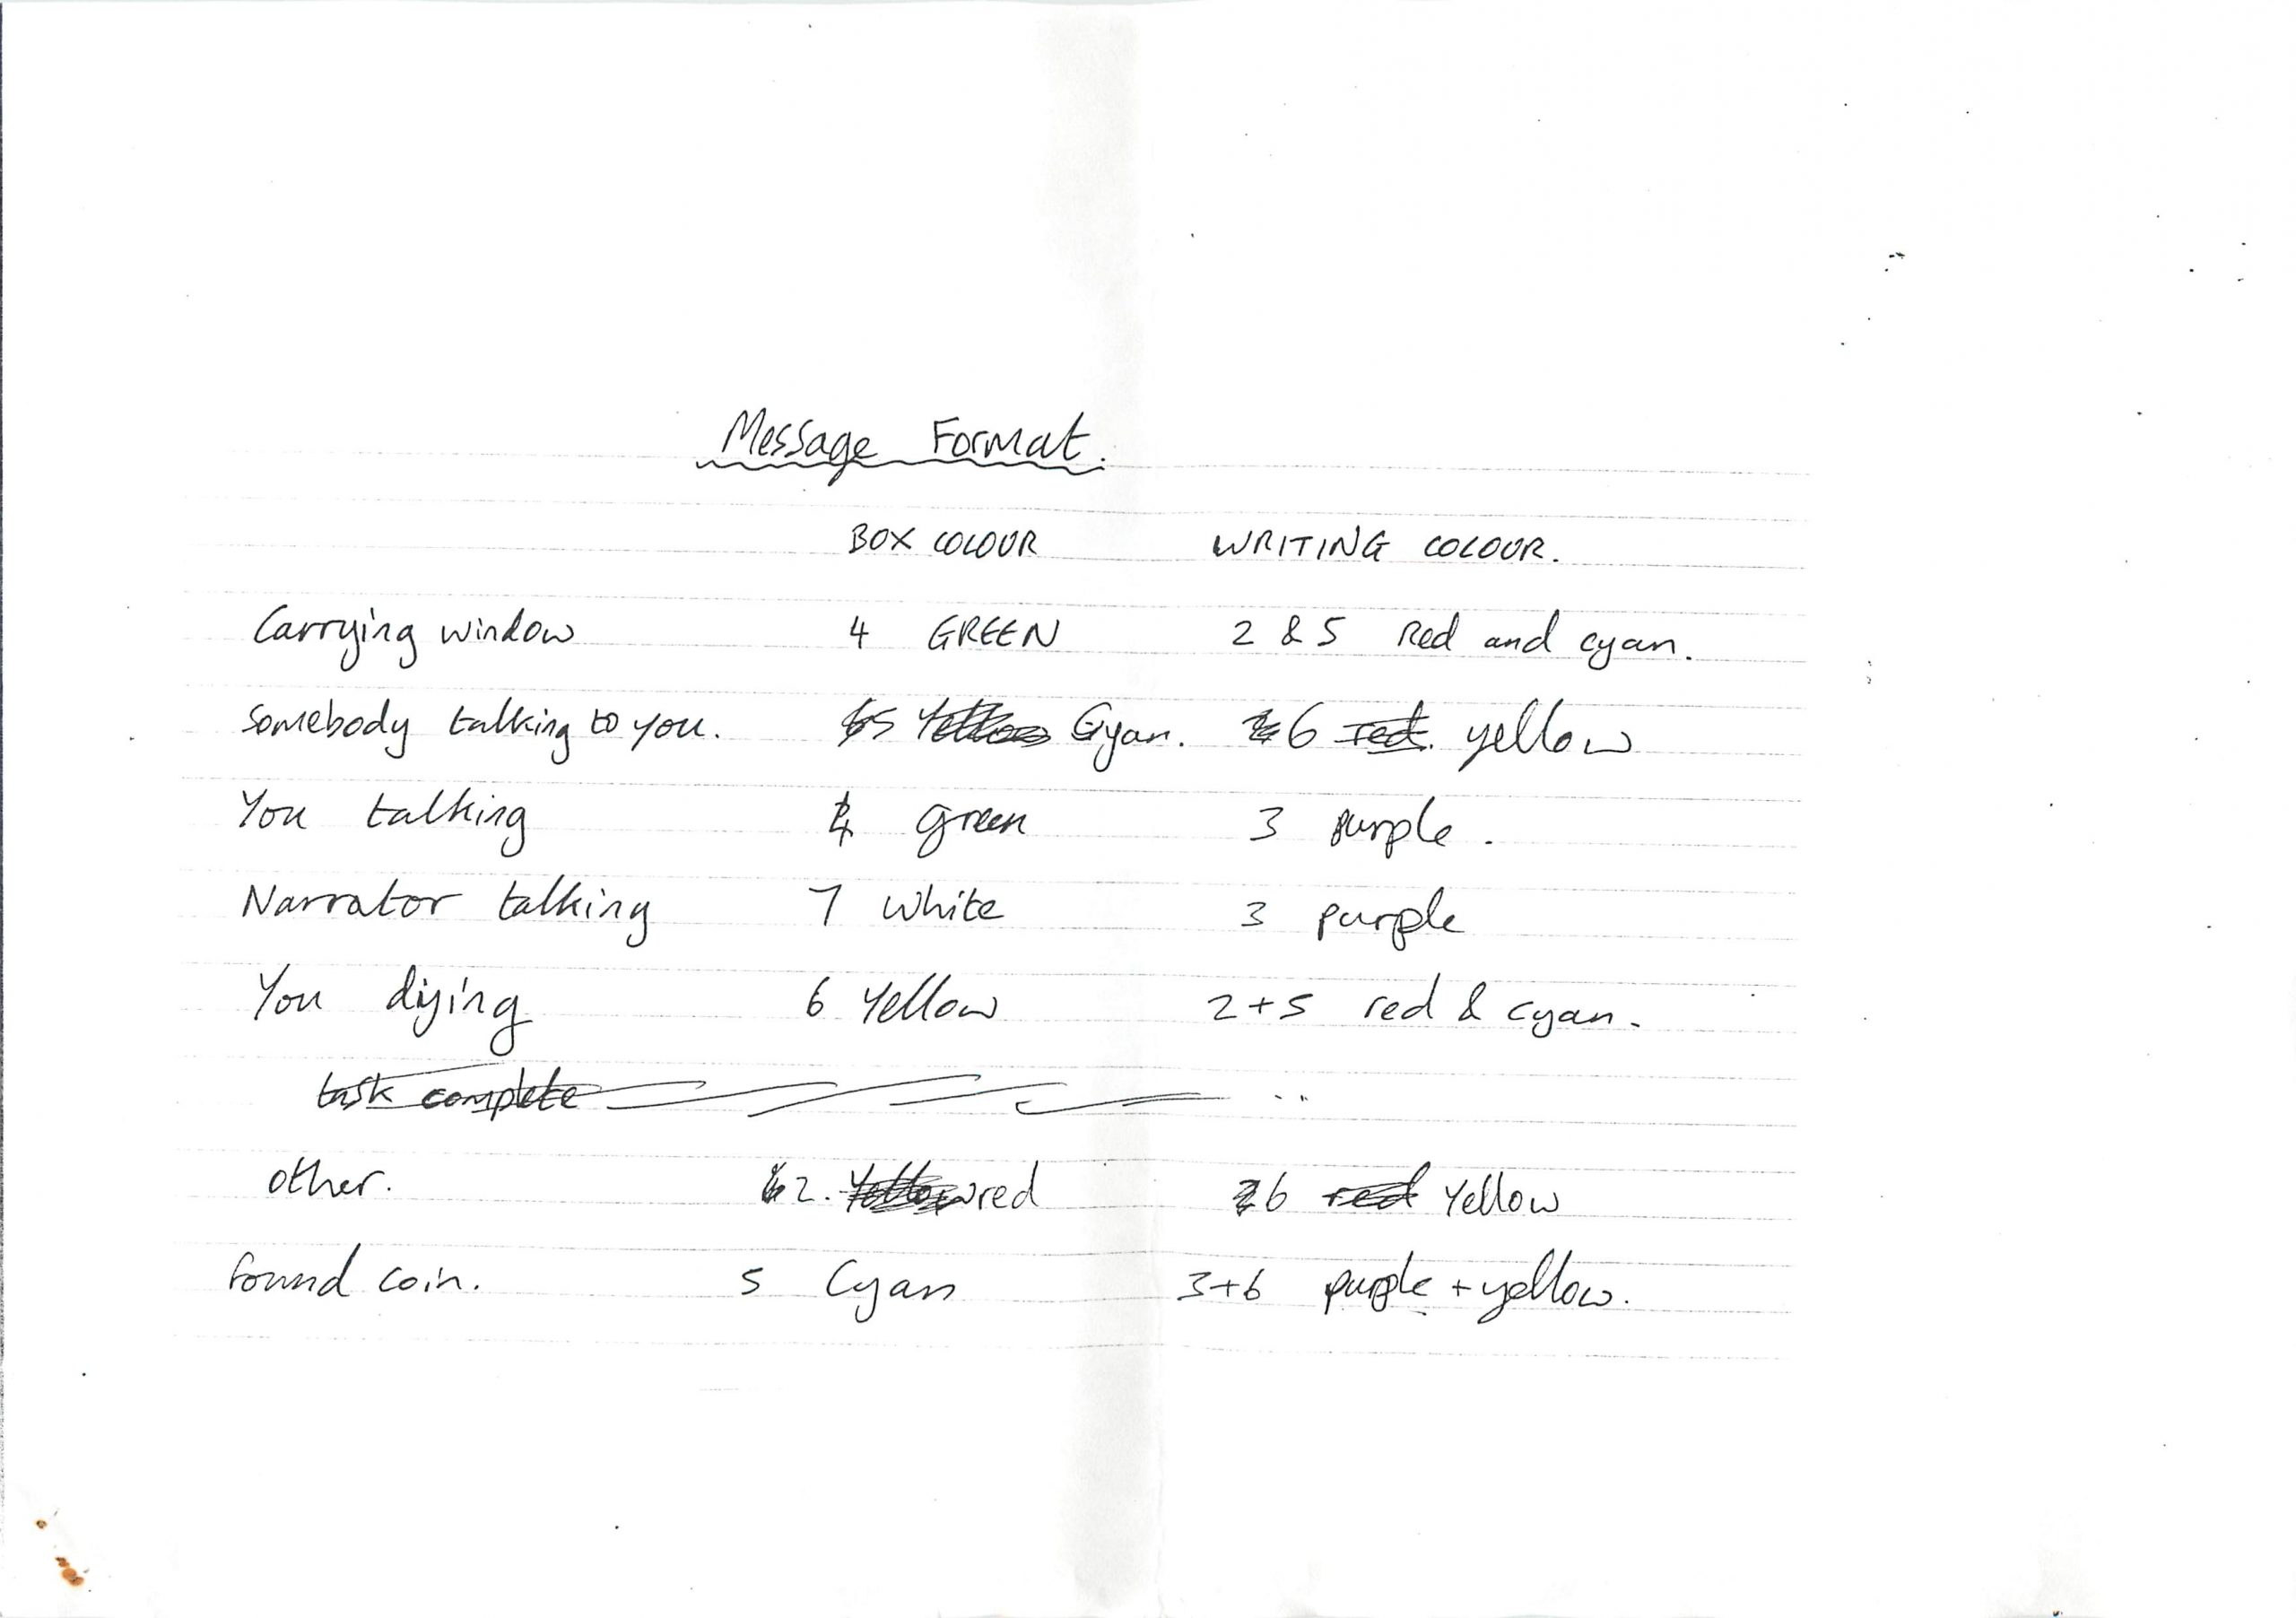 Message Format.
BOX COLOUR WRITING COLOUR.
Carrying window 4 GREEN 2 & 5 Red and cyan.
Somebody talking to you. 6 5 Yellow Cyan. 2 6 red. yellow
You talking 4 green 3 purple.
Narrator talking 7 white 3 purple
You dying 6 Yellow 2+5 red & cyan.
task complete
other. 6 2. Yellow red 2 6 red Yellow
found coin. 5 Cyan 3+6 purple + yellow.